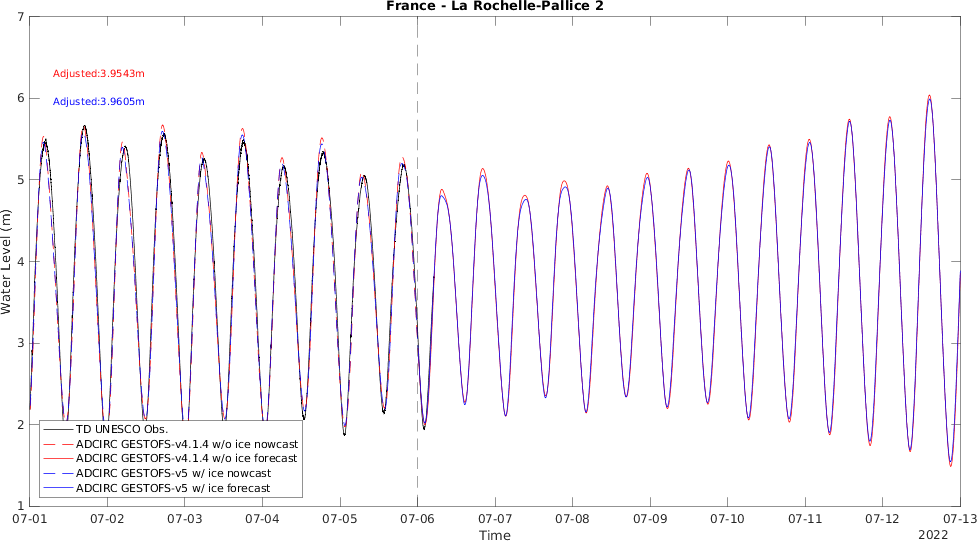 France - La Rochelle-Pallice 2
7
6
5
4
3
2
1
Water Level (m)
Adjusted:3.9543m
Adjusted:3.9605m
TD UNESCO Obs.
ADCIRC GESTOFS-v4.1.4 w/o ice nowcast
ADCIRC GESTOFS-v4.1.4 w/o ice forecast
ADCIRC GESTOFS-v5 w/ ice nowcast
ADCIRC GESTOFS-v5 w/ ice forecast
07-01 07-02 07-03 07-04 07-05 07-06 07-07 07-08 07-09 07-10 07-11 07-12 07-13
Time
2022